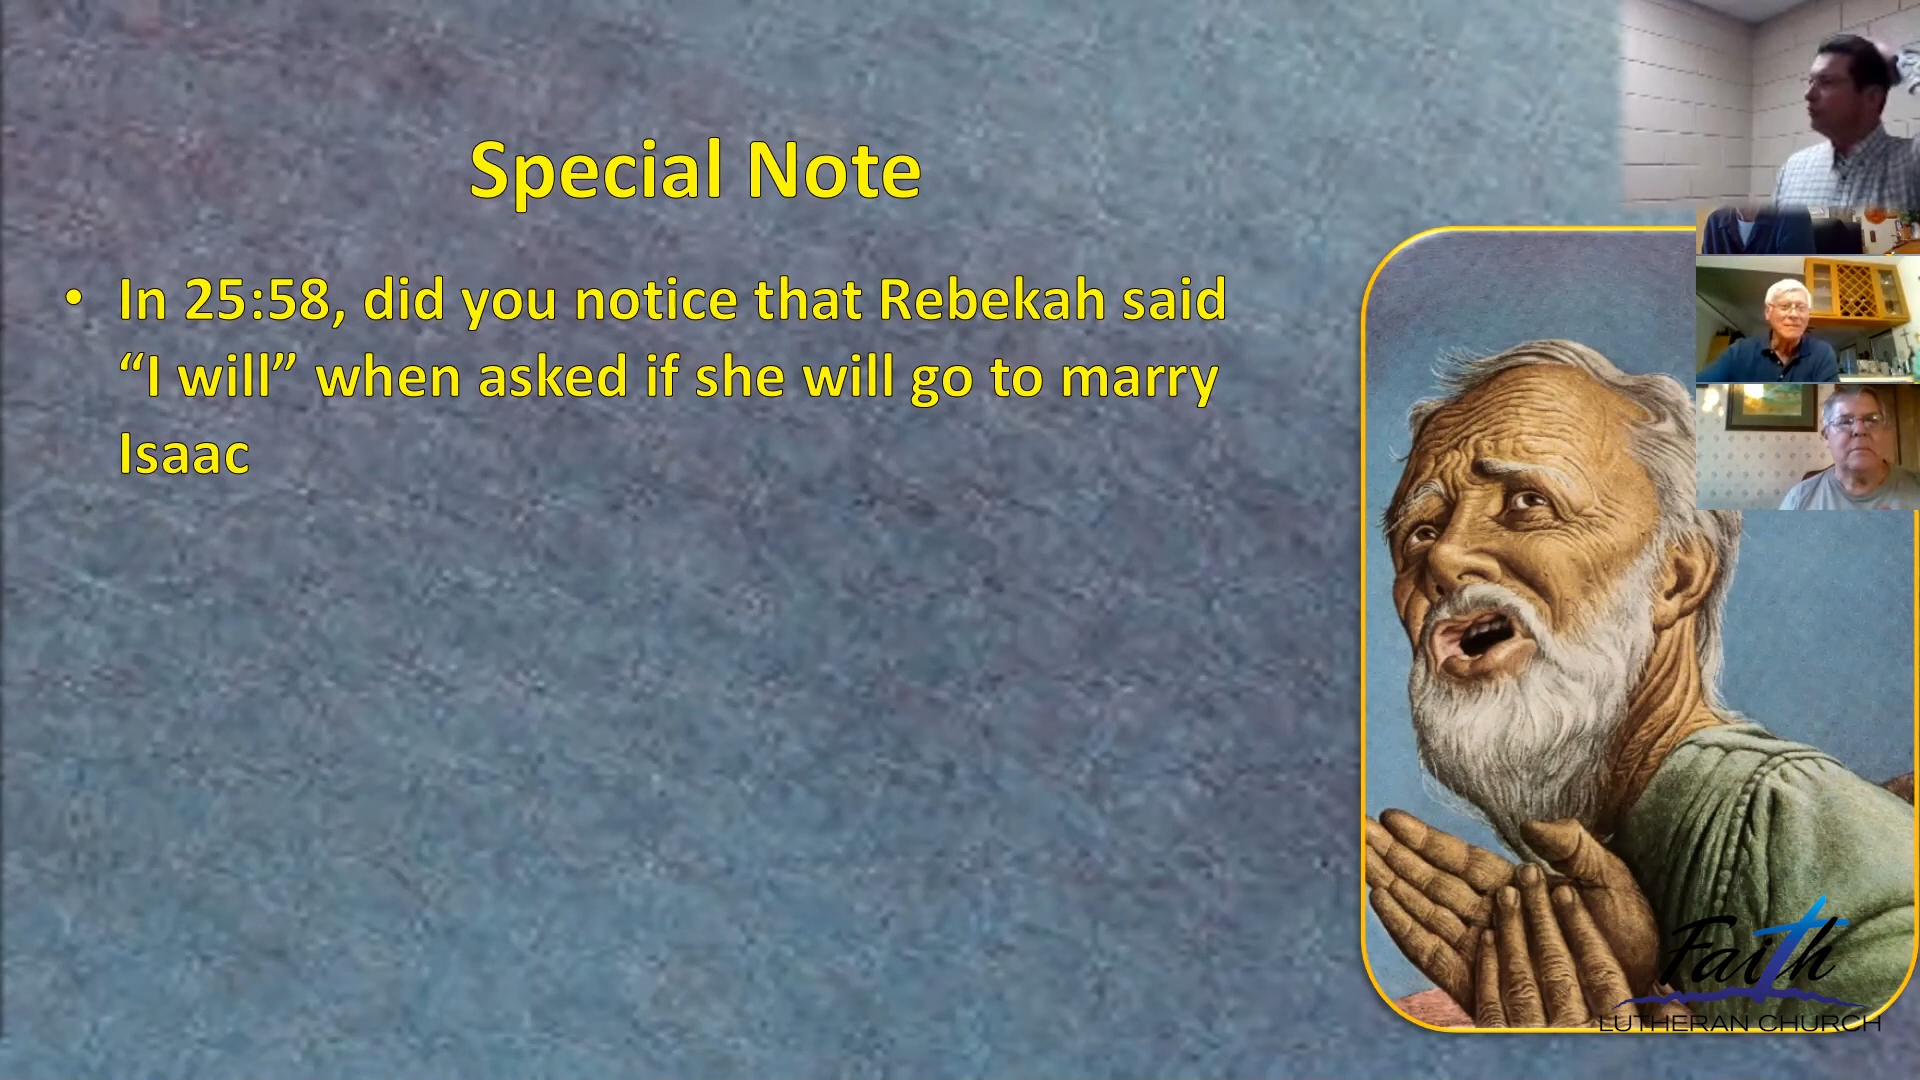 Special Note
• In 25:58, did you notice that Rebekah said
“I will” when asked if she will go to marry
Isaac
Faith
LUTHERAN CHURCH